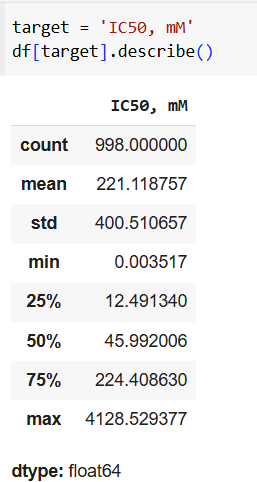 target = 'IC50, mM'
df[target].describe()
IC50, mM
count 998.000000
mean 221.118757
std 400.510657
min 0.003517
25% 12.491340
50% 45.992006
75% 224.408630
max 4128.529377
dtype: float64